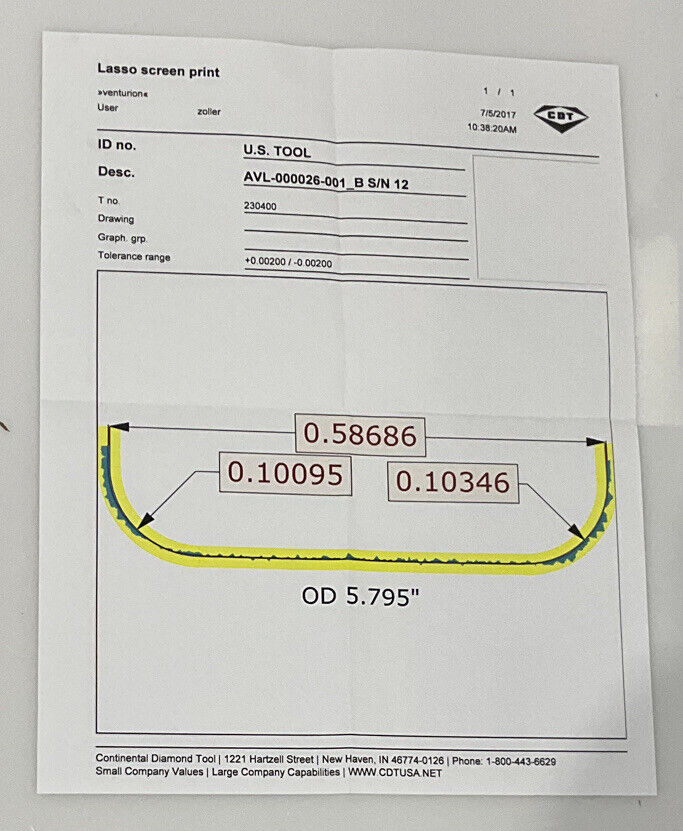 Lasso screen print
»venturion«
User zoller
1 / 1
7/5/2017
10:38:20AM
CDT
ID no. U.S. TOOL
Desc. AVL-000026-001_B S/N 12
T no. 230400
Drawing
Graph. grp.
Tolerance range +0.00200 / -0.00200
0.58686
0.10095 0.10346
OD 5.795"
Continental Diamond Tool | 1221 Hartzell Street | New Haven, IN 46774-0126 | Phone: 1-800-443-6629
Small Company Values | Large Company Capabilities | WWW.CDTUSA.NET